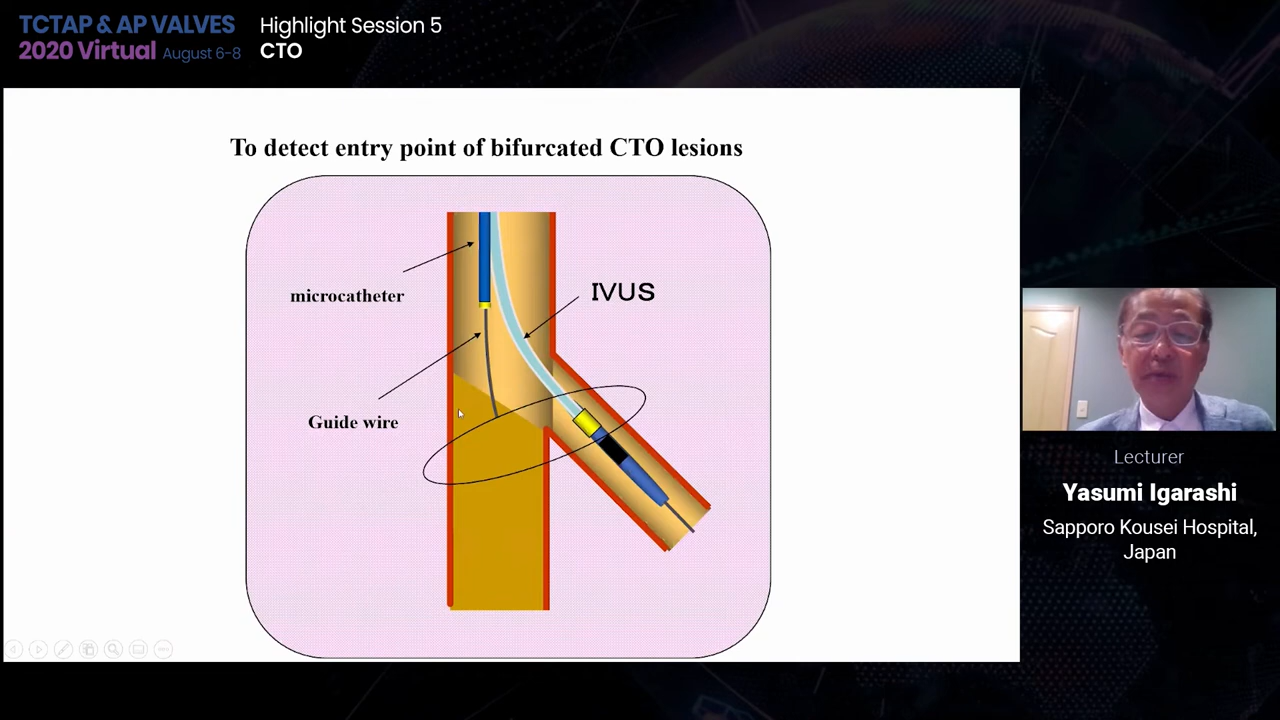 TCTAP & AP VALVES
2020 Virtual August 6-8
Highlight Session 5
CTO
To detect entry point of bifurcated CTO lesions
microcatheter
IVUS
Guide wire
Lecturer
Yasumi Igarashi
Sapporo Kousei Hospital,
Japan